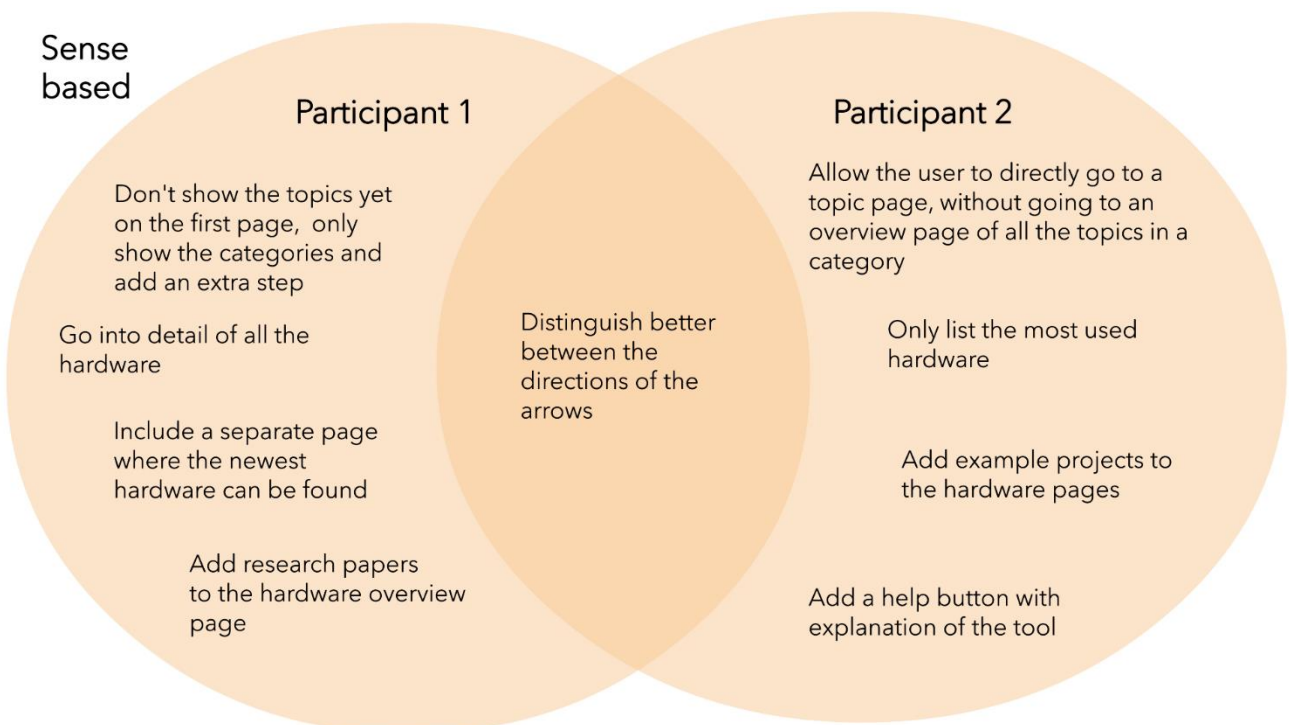 Sense
based
Participant 1
Don't show the topics yet
on the first page, only
show the categories and
add an extra step
Go into detail of all the
hardware
Include a separate page
where the newest
hardware can be found
Add research papers
to the hardware overview
page
Distinguish better
between the
directions of the
arrows
Participant 2
Allow the user to directly go to a
topic page, without going to an
overview page of all the topics in a
category
Only list the most used
hardware
Add example projects to
the hardware pages
Add a help button with
explanation of the tool